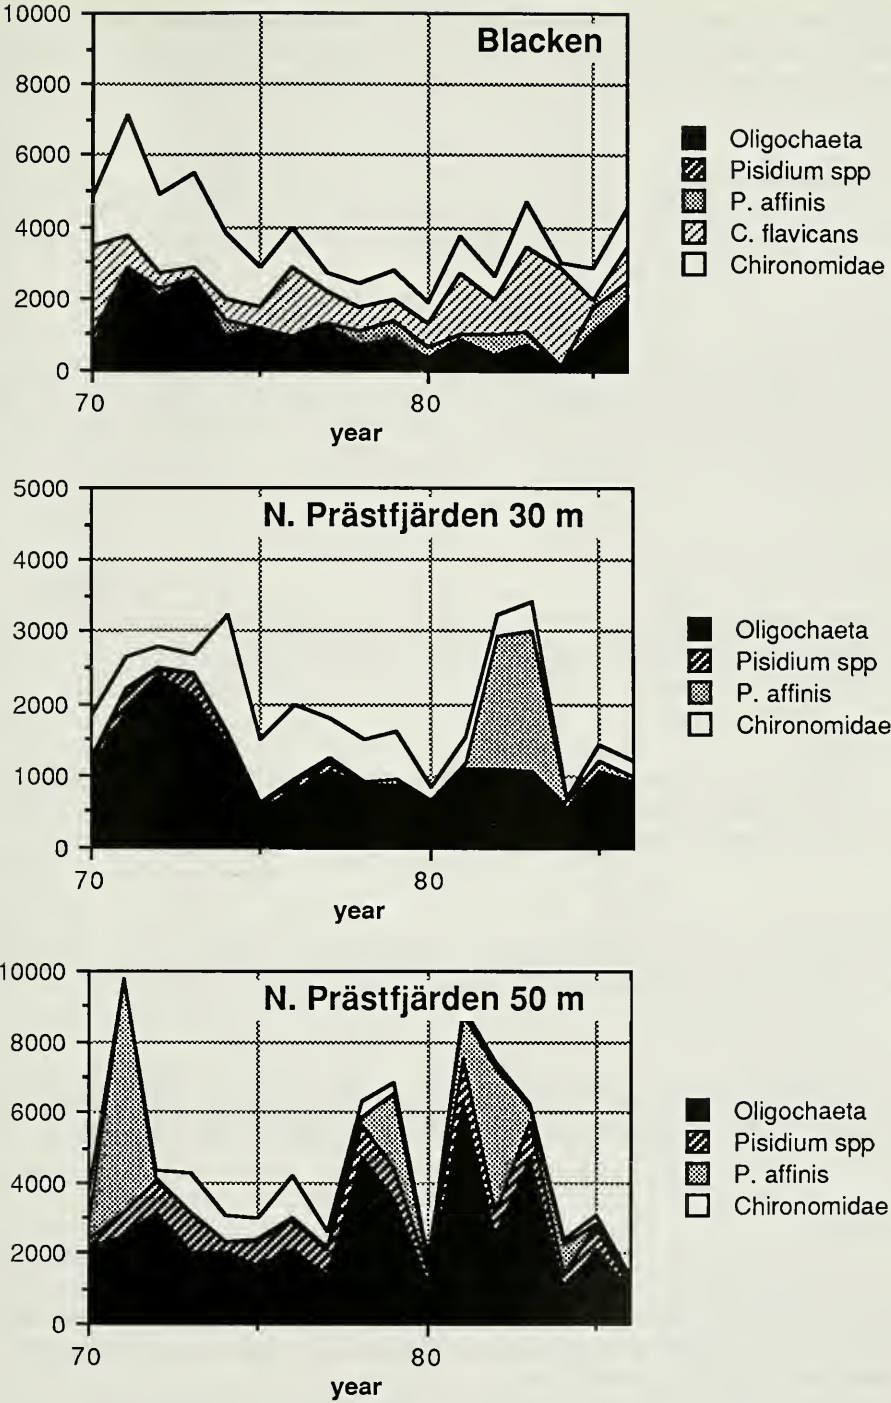 Blacken
10000
8000
6000
4000
2000
0
70
80
year
Oligochaeta
Pisidium spp
P. affinis
C. flavicans
Chironomidae
N. Prästfjärden 30 m
5000
4000
3000
2000
1000
0
70
80
year
Oligochaeta
Pisidium spp
P. affinis
Chironomidae
N. Prästfjärden 50 m
10000
8000
6000
4000
2000
0
70
80
year
Oligochaeta
Pisidium spp
P. affinis
Chironomidae